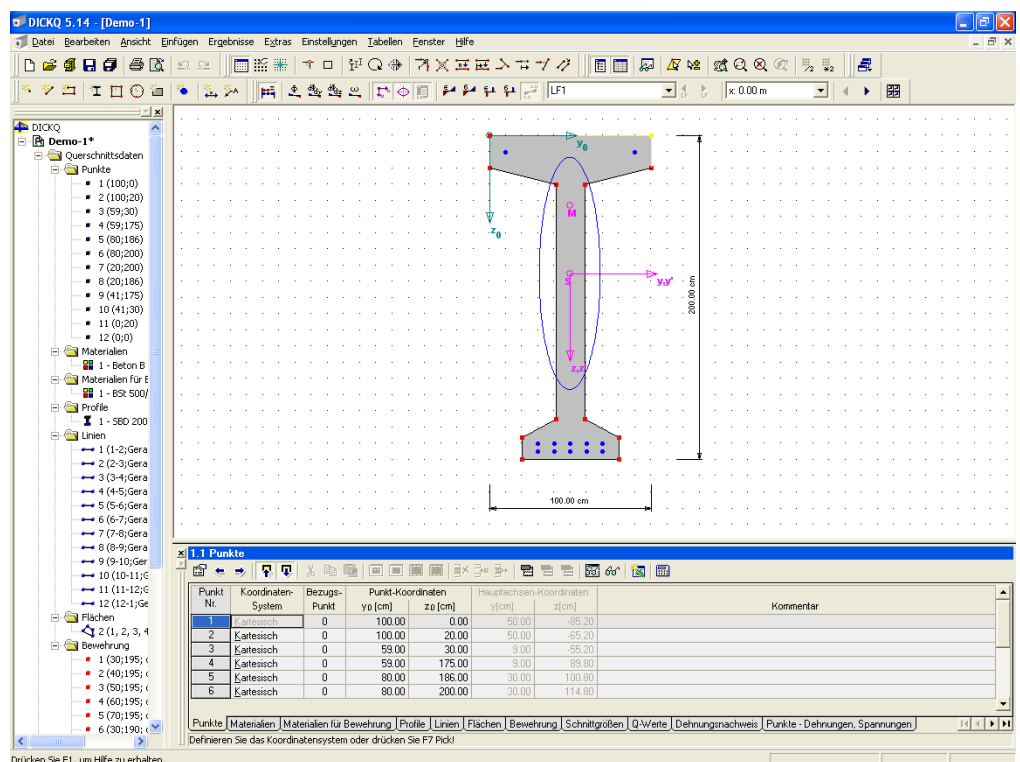 DICKQ 5.14 - [Demo-1]
Datei Bearbeiten Ansicht Einfügen Ergebnisse Extras Einstellungen Tabellen Fenster Hilfe
LF1 x: 0.00 m
DICKQ
Demo-1*
Querschnittsdaten
Punkte
1 (100;0)
2 (100;20)
3 (59;30)
4 (59;175)
5 (80;186)
6 (80;200)
7 (20;200)
8 (20;186)
9 (41;175)
10 (41;30)
11 (0;20)
12 (0;0)
Materialien
1 - Beton B
Materialien für E
1 - BSt 500/
Profile
1 - SBD 200
Linien
1 (1-2;Gera
2 (2-3;Gera
3 (3-4;Gera
4 (4-5;Gera
5 (5-6;Gera
6 (6-7;Gera
7 (7-8;Gera
8 (8-9;Gera
9 (9-10;Ger
10 (10-11;G
11 (11-12;G
12 (12-1;Ge
Flächen
2 (1, 2, 3, 4
Bewehrung
1 (30;195;
2 (40;195;
3 (50;195;
4 (60;195;
5 (70;195;
6 (30;190;
y0
z0
M
S
y,y'
z,z'
200.00 cm
100.00 cm
1.1 Punkte
Punkt Koordinaten- Bezugs- Punkt-Koordinaten Hauptachsen-Koordinaten
Nr. System Punkt y0 [cm] z0 [cm] y[cm] z[cm] Kommentar
1 Kartesisch 0 100.00 0.00 50.00 -85.20
2 Kartesisch 0 100.00 20.00 50.00 -65.20
3 Kartesisch 0 59.00 30.00 9.00 -55.20
4 Kartesisch 0 59.00 175.00 9.00 89.80
5 Kartesisch 0 80.00 186.00 30.00 100.80
6 Kartesisch 0 80.00 200.00 30.00 114.80
Punkte Materialien Materialien für Bewehrung Profile Linien Flächen Bewehrung Schnittgrößen Q-Werte Dehnungsnachweis Punkte - Dehnungen, Spannungen
Definieren Sie das Koordinatensystem oder drücken Sie F7 Pick!
Drücken Sie F1, um Hilfe zu erhalten.